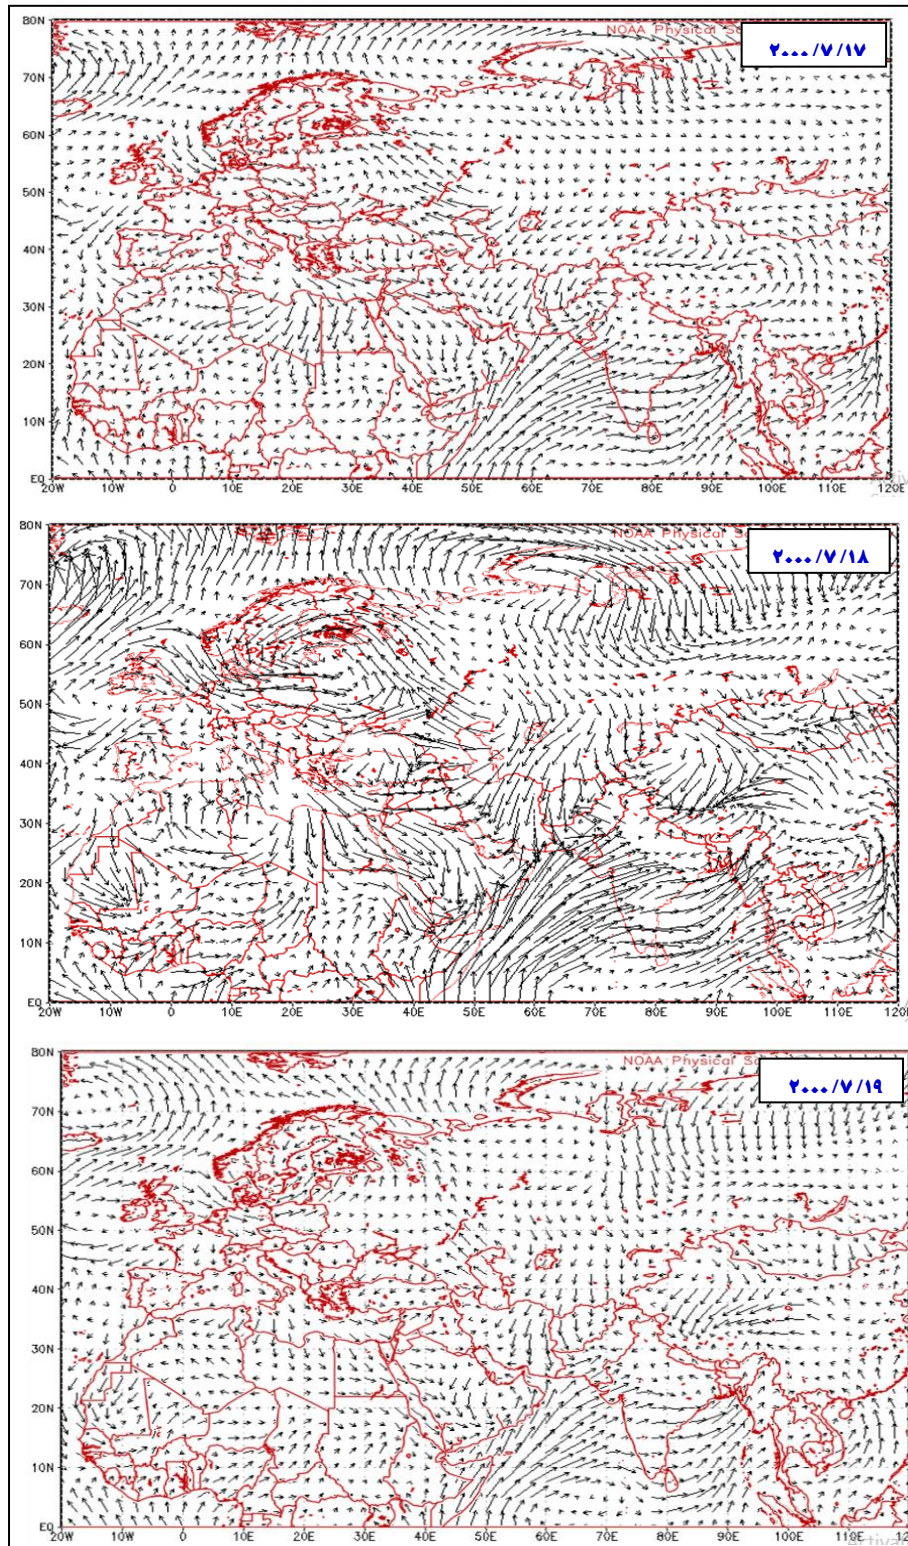 80N
NOAA Physical Sc
۲۰۰۰/۷/۱۷
70N
60N
50N
40N
30N
20N
10N
EQ
20W 10W 0 10E 20E 30E 40E 50E 60E 70E 80E 90E 100E 110E 120E
80N
NOAA Physical Sc
۲۰۰۰/۷/۱۸
70N
60N
50N
40N
30N
20N
10N
EQ
20W 10W 0 10E 20E 30E 40E 50E 60E 70E 80E 90E 100E 110E 120E
80N
NOAA Physical Sc
۲۰۰۰/۷/۱۹
70N
60N
50N
40N
30N
20N
10N
EQ
20W 10W 0 10E 20E 30E 40E 50E 60E 70E 80E 90E 100E 110E